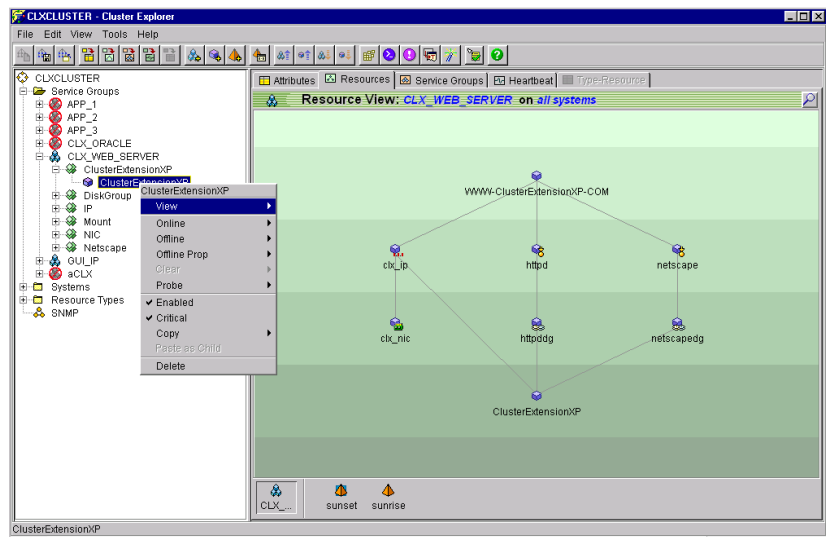 CLXCLUSTER - Cluster Explorer
File Edit View Tools Help
CLXCLUSTER
Service Groups
APP_1
APP_2
APP_3
CLX_ORACLE
CLX_WEB_SERVER
ClusterExtensionXP
ClusterExtensionXP
DiskGroup
IP
Mount
NIC
Netscape
GUI_IP
aCLX
Systems
Resource Types
SNMP
ClusterExtensionXP
View
Online
Offline
Offline Prop
Clear
Probe
Enabled
Critical
Copy
Paste as Child
Delete
Attributes Resources Service Groups Heartbeat Type-Resource
Resource View: CLX_WEB_SERVER on all systems
WWW-ClusterExtensionXP-COM
clx_ip httpd netscape
clx_nic httpddg netscapedg
ClusterExtensionXP
CLX_... sunset sunrise
ClusterExtensionXP